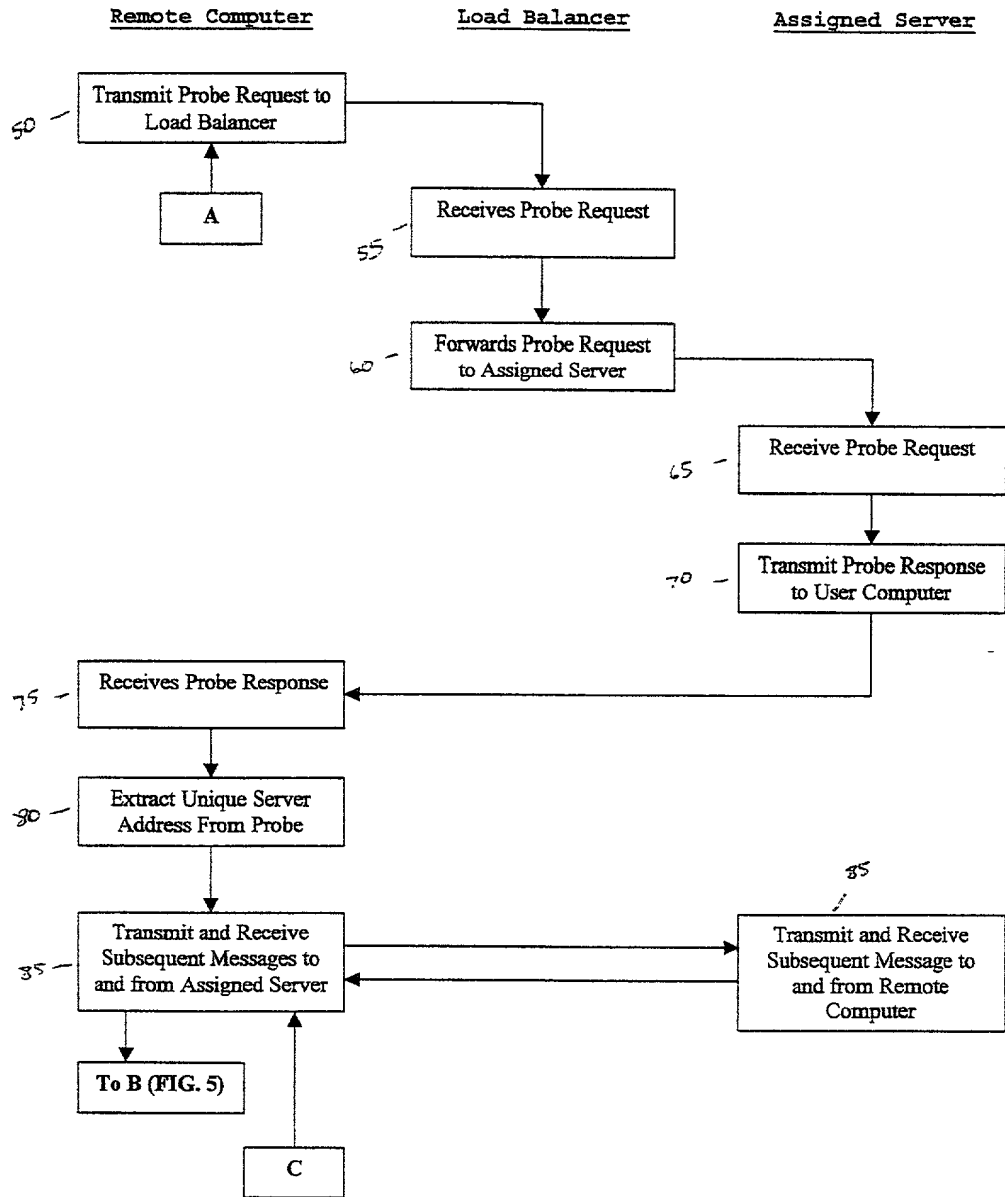 Remote Computer
Load Balancer
Assigned Server
Transmit Probe Request to
Load Balancer
50
A
Receives Probe Request
55
Forwards Probe Request
to Assigned Server
60
Receive Probe Request
65
Transmit Probe Response
to User Computer
70
Receives Probe Response
75
Extract Unique Server
Address From Probe
80
85
Transmit and Receive
Subsequent Messages to
and from Assigned Server
85
Transmit and Receive
Subsequent Message to
and from Remote
Computer
To B (FIG. 5)
C